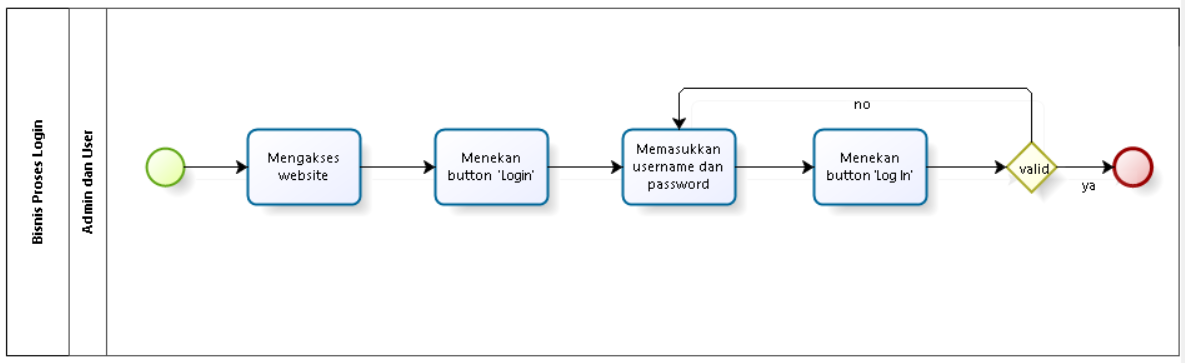 Bisnis Proses Login
Admin dan User
Mengakses
website
Menekan
button 'Login'
Memasukkan
username dan
password
Menekan
button 'Log In'
valid
no
ya